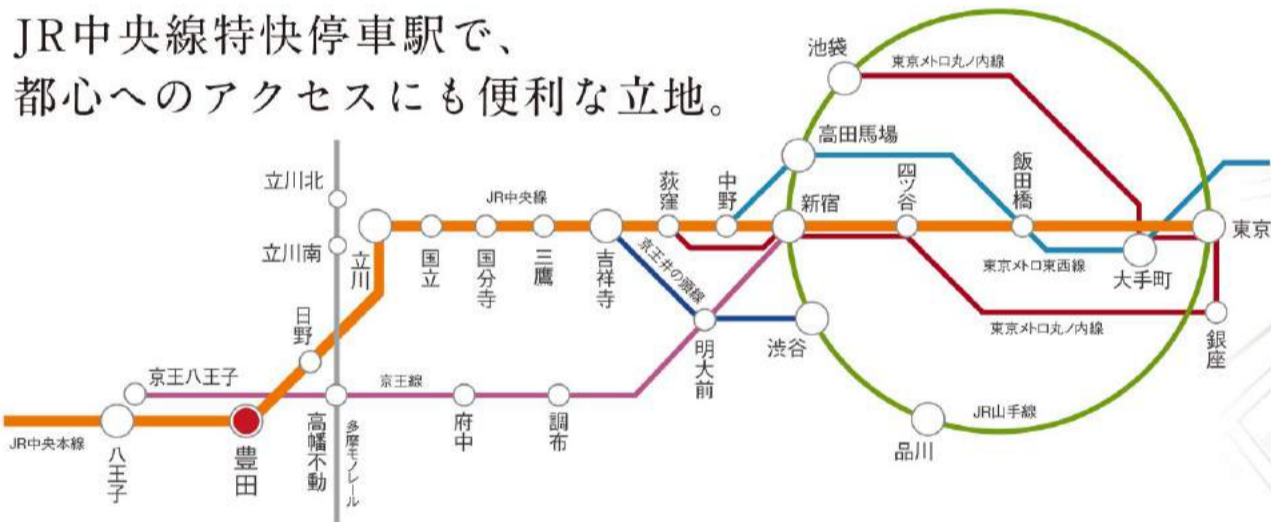 JR中央線特快停車駅で、
都心へのアクセスにも便利な立地。
池袋
東京メトロ丸ノ内線
高田馬場
立川北
JR中央線
荻窪
中野
新宿
四ツ谷
飯田橋
東京
立川南
立川
国立
国分寺
三鷹
吉祥寺
京王井の頭線
東京メトロ東西線
大手町
日野
明大前
渋谷
東京メトロ丸ノ内線
銀座
京王八王子
京王線
JR山手線
JR中央本線
八王子
豊田
高幡不動
多摩モノレール
府中
調布
品川